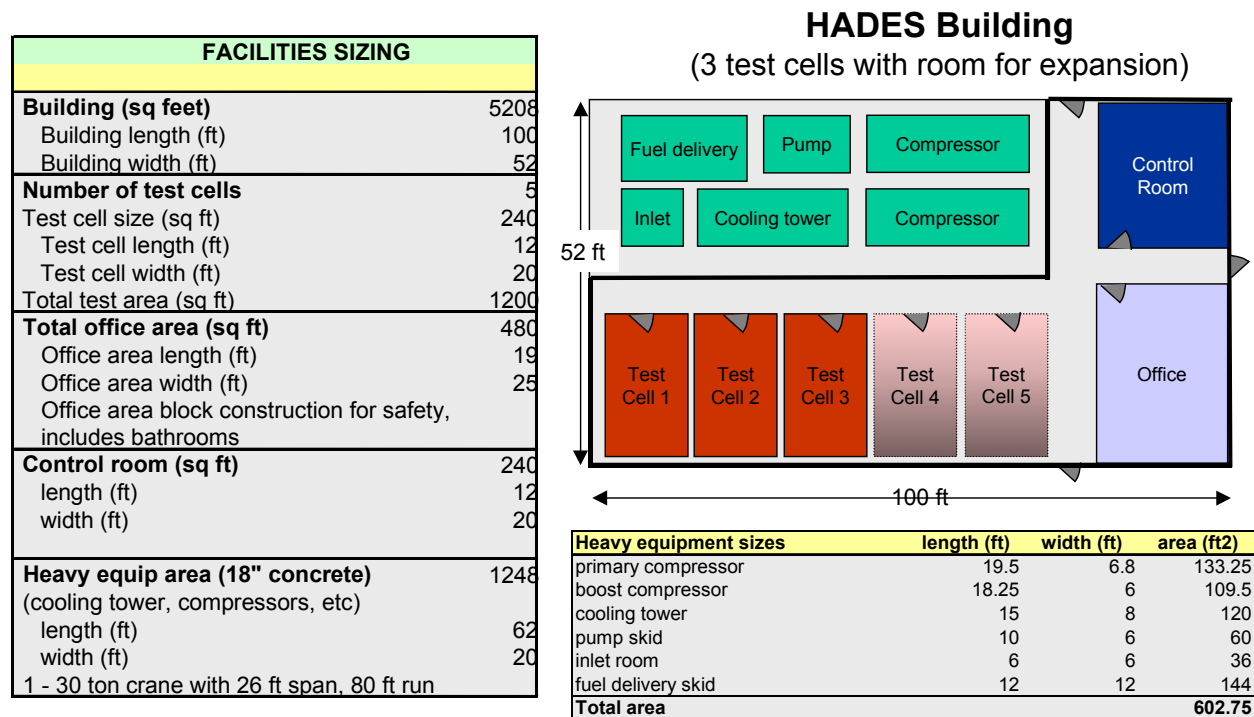 FACILITIES SIZING
Building (sq feet) 5208
Building length (ft) 100
Building width (ft) 52
Number of test cells 5
Test cell size (sq ft) 240
Test cell length (ft) 12
Test cell width (ft) 20
Total test area (sq ft) 1200
Total office area (sq ft) 480
Office area length (ft) 19
Office area width (ft) 25
Office area block construction for safety,
includes bathrooms
Control room (sq ft) 240
length (ft) 12
width (ft) 20
Heavy equip area (18" concrete) 1248
(cooling tower, compressors, etc)
length (ft) 62
width (ft) 20
1 - 30 ton crane with 26 ft span, 80 ft run
HADES Building
(3 test cells with room for expansion)
Fuel delivery
Pump
Compressor
Control
Room
Inlet
Cooling tower
Compressor
52 ft
Test
Cell 1
Test
Cell 2
Test
Cell 3
Test
Cell 4
Test
Cell 5
Office
100 ft
Heavy equipment sizes length (ft) width (ft) area (ft2)
primary compressor 19.5 6.8 133.25
boost compressor 18.25 6 109.5
cooling tower 15 8 120
pump skid 10 6 60
inlet room 6 6 36
fuel delivery skid 12 12 144
Total area 602.75